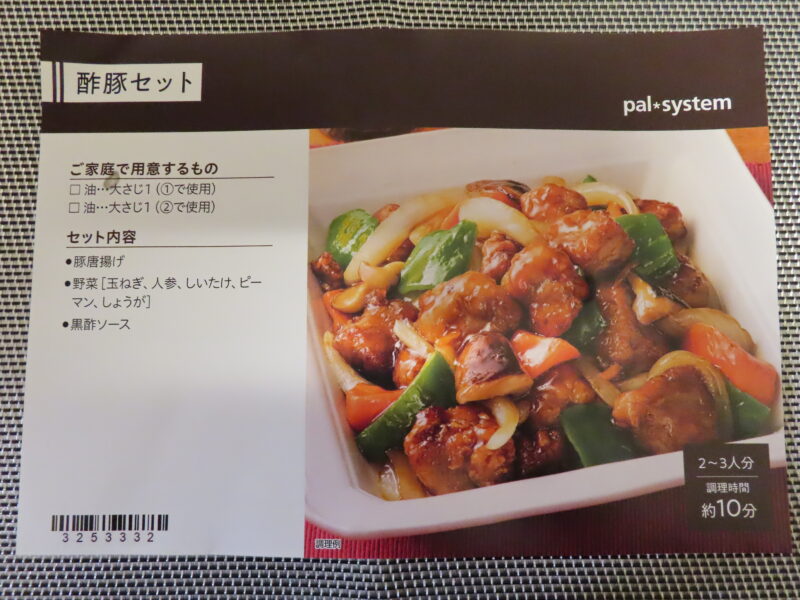 酢豚セット
pal*system
ご家庭で用意するもの
□ 油…大さじ1（①で使用）
□ 油…大さじ1（②で使用）
セット内容
●豚唐揚げ
●野菜［玉ねぎ、人参、しいたけ、ピー
マン、しょうが］
●黒酢ソース
2～3人分
調理時間
約10分
3253332
調理例